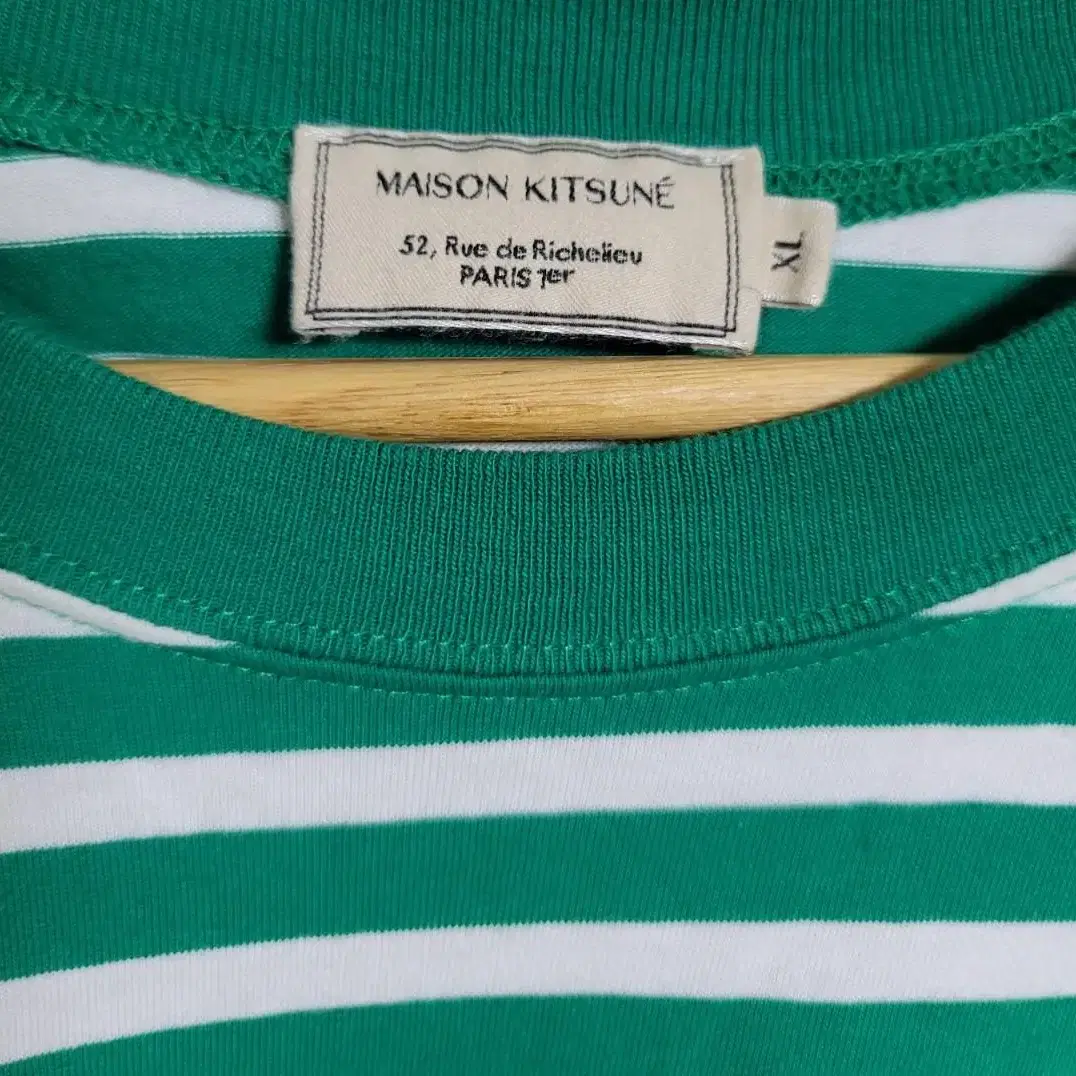 MAISON KITSUNÉ
52, Rue de Richelieu
PARIS 1er
XL